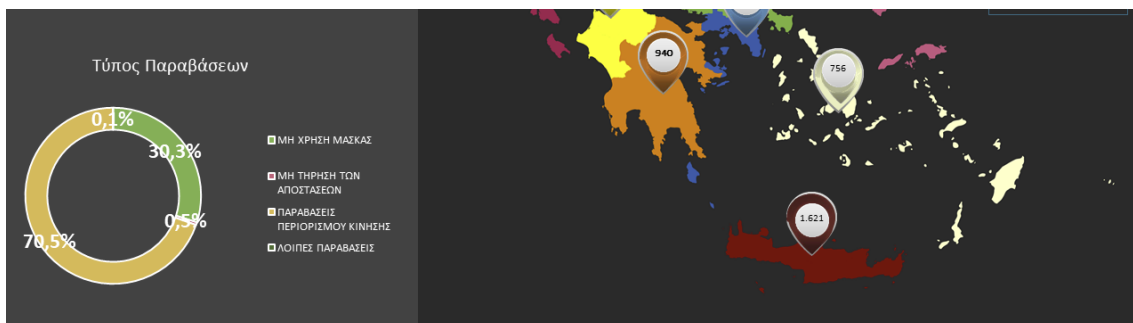 Τύπος Παραβάσεων
0,1%
30,3%
0,5%
70,5%
ΜΗ ΧΡΗΣΗ ΜΑΣΚΑΣ
ΜΗ ΤΗΡΗΣΗ ΤΩΝ
ΑΠΟΣΤΑΣΕΩΝ
ΠΑΡΑΒΑΣΕΙΣ
ΠΕΡΙΟΡΙΣΜΟΥ ΚΙΝΗΣΗΣ
ΛΟΙΠΕΣ ΠΑΡΑΒΑΣΕΙΣ
940
756
1.621